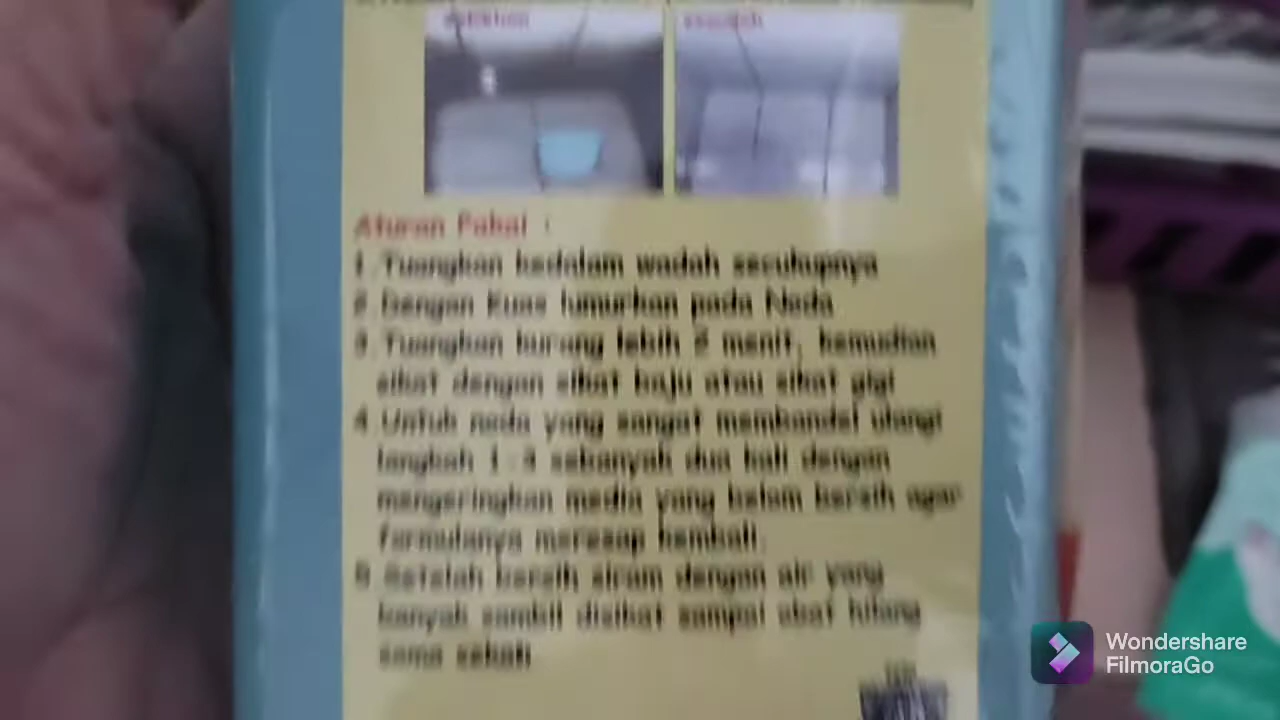 sesudah
Aturan Pakai :
1. Tuangkan kedalam wadah secukupnya
2. Dengan Kuas lumurkan pada Noda
3. Tuangkan kurang lebih 5 menit, kemudian
sikat dengan sikat baju atau sikat gigi
4. Untuk noda yang sangat membandel ulangi
langkah 1-3 sebanyak dua kali dengan
mengeringkan media yang belum bersih agar
formulanya meresap kembali.
5. Setelah bersih siram dengan air yang
banyak sambil disikat sampai obat hilang
sama sekali
Wondershare
FilmoraGo